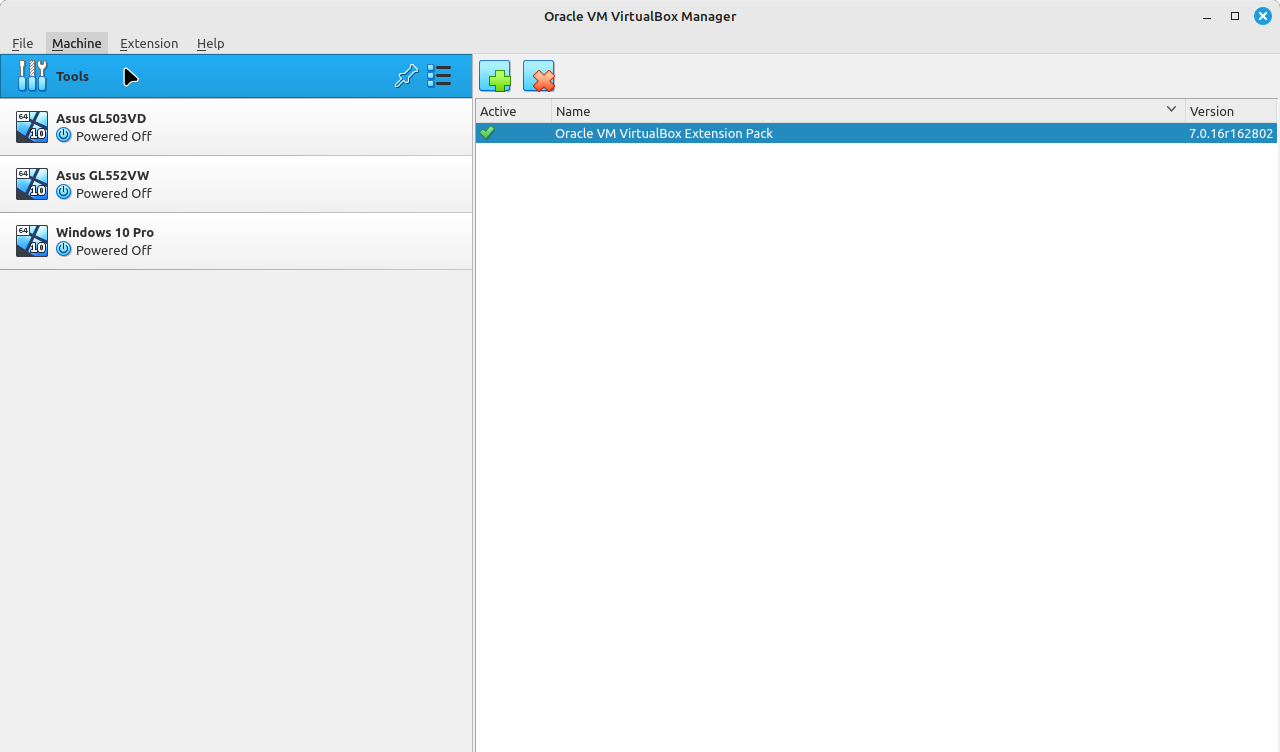 Oracle VM VirtualBox Manager
File Machine Extension Help
Tools
Active Name Version
Oracle VM VirtualBox Extension Pack 7.0.16r162802
64 10 Asus GL503VD
Powered Off
64 10 Asus GL552VW
Powered Off
64 10 Windows 10 Pro
Powered Off